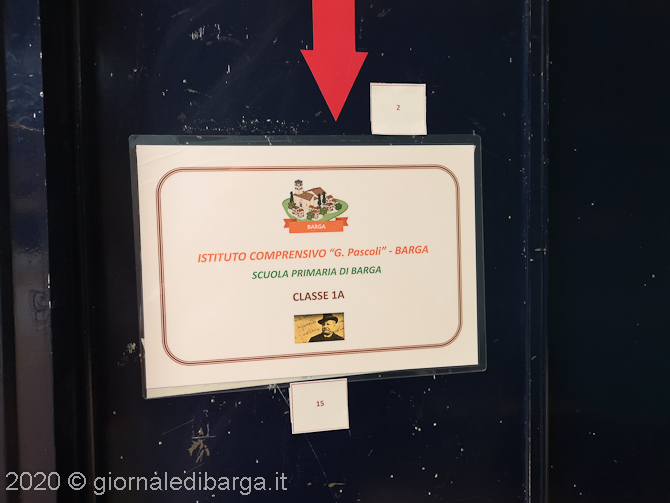 2
BARGA
ISTITUTO COMPRENSIVO “G. Pascoli” - BARGA
SCUOLA PRIMARIA DI BARGA
CLASSE 1A
15
2020 © giornaledibarga.it